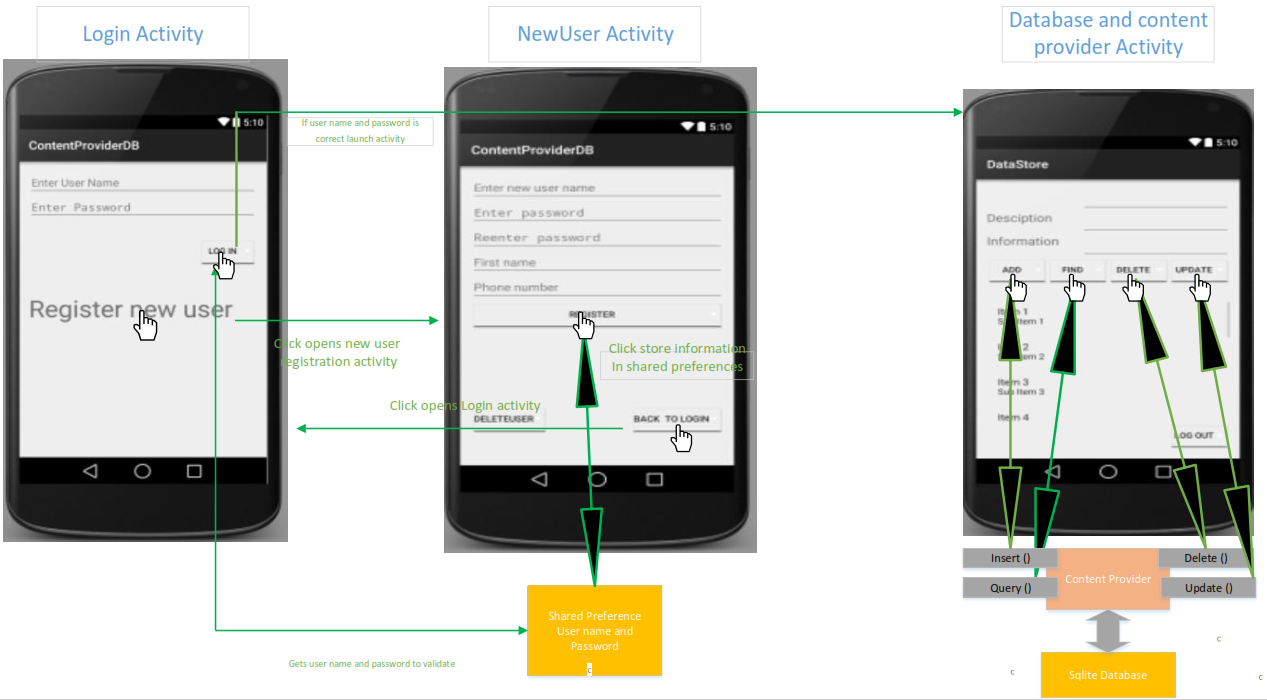 Login Activity
NewUser Activity
Database and content
provider Activity
5:10
ContentProviderDB
Enter User Name
Enter Password
LOG IN
Register new user
If user name and password is
correct launch activity
Click opens new user
registration activity
5:10
ContentProviderDB
Enter new user name
Enter password
Reenter password
First name
Phone number
REGISTER
Click store information
In shared preferences
Click opens Login activity
DELETEUSER
BACK TO LOGIN
5:10
DataStore
Desciption
Information
ADD
FIND
DELETE
UPDATE
Item 1
Sub Item 1
2
Item 2
Item 3
Sub Item 3
Item 4
LOG OUT
Insert ()
Query ()
Content Provider
Delete ()
Update ()
Shared Preference
User name and
Password
c
Gets user name and password to validate
Sqlite Database
c
c
c